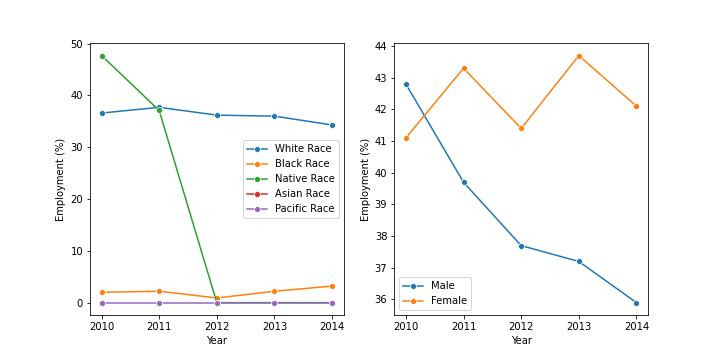 50
40
30
20
10
0
Employment (%)
White Race
Black Race
Native Race
Asian Race
Pacific Race
2010 2011 2012 2013 2014
Year
44
43
42
41
40
39
38
37
36
Employment (%)
Male
Female
2010 2011 2012 2013 2014
Year